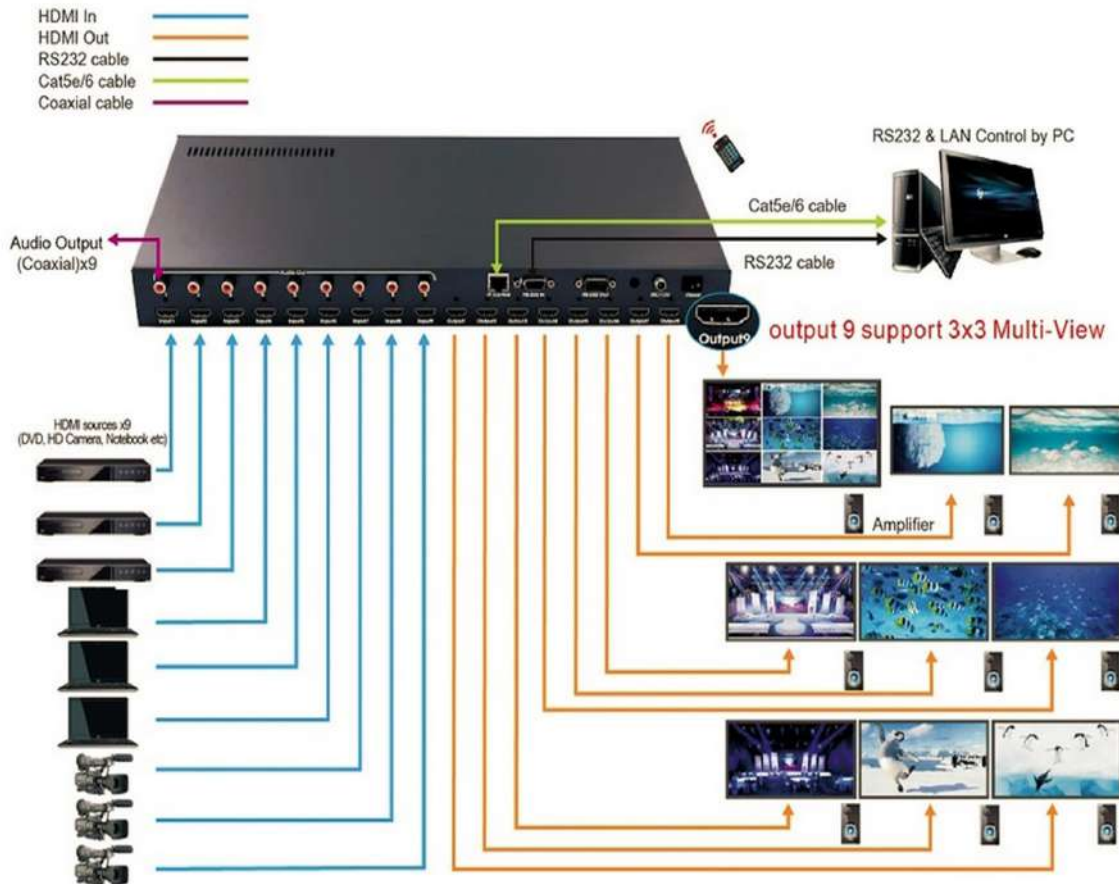 HDMI In
HDMI Out
RS232 cable
Cat5e/6 cable
Coaxial cable
RS232 & LAN Control by PC
Cat5e/6 cable
Audio Output
(Coaxial)x9
RS232 cable
Audio Out
Output9
output 9 support 3x3 Multi-View
HDMI sources x9
(DVD, HD Camera, Notebook etc)
Amplifier